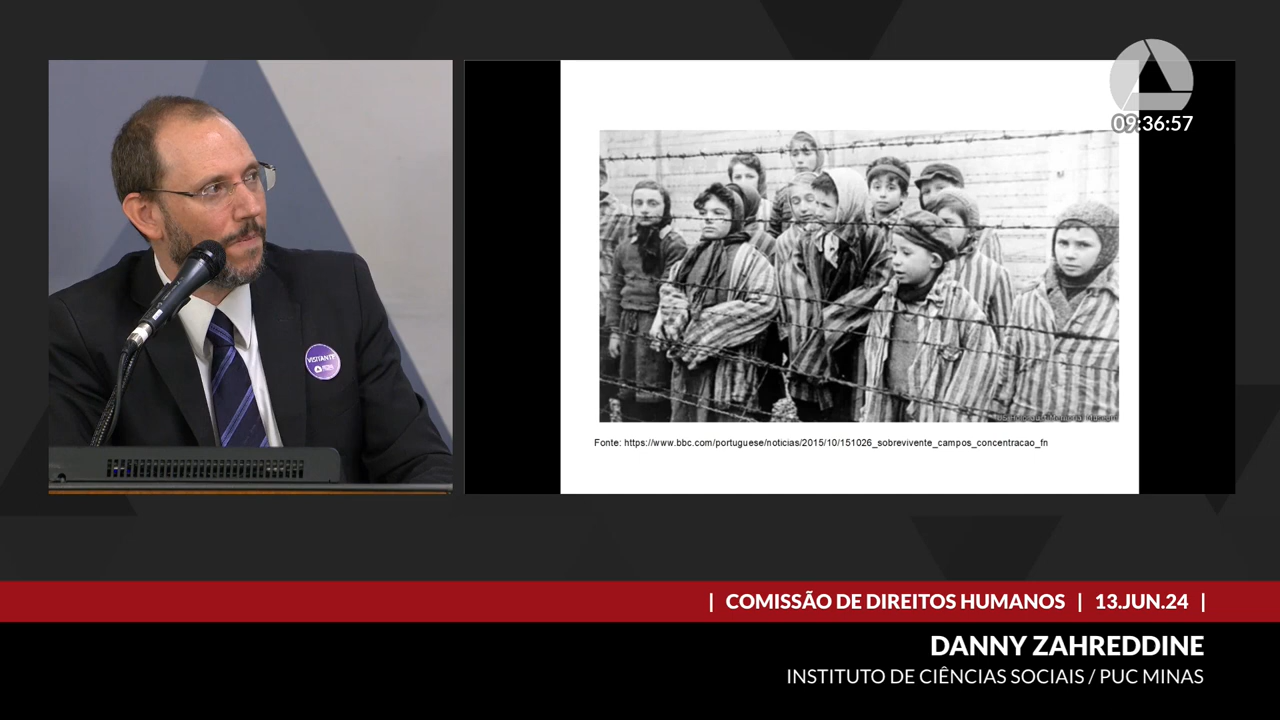 09:36:57
VISITANTE
Fonte: https://www.bbc.com/portuguese/noticias/2015/10/151026_sobrevivente_campos_concentracao_fn
| COMISSÃO DE DIREITOS HUMANOS | 13.JUN.24 |
DANNY ZAHREDDINE
INSTITUTO DE CIÊNCIAS SOCIAIS / PUC MINAS